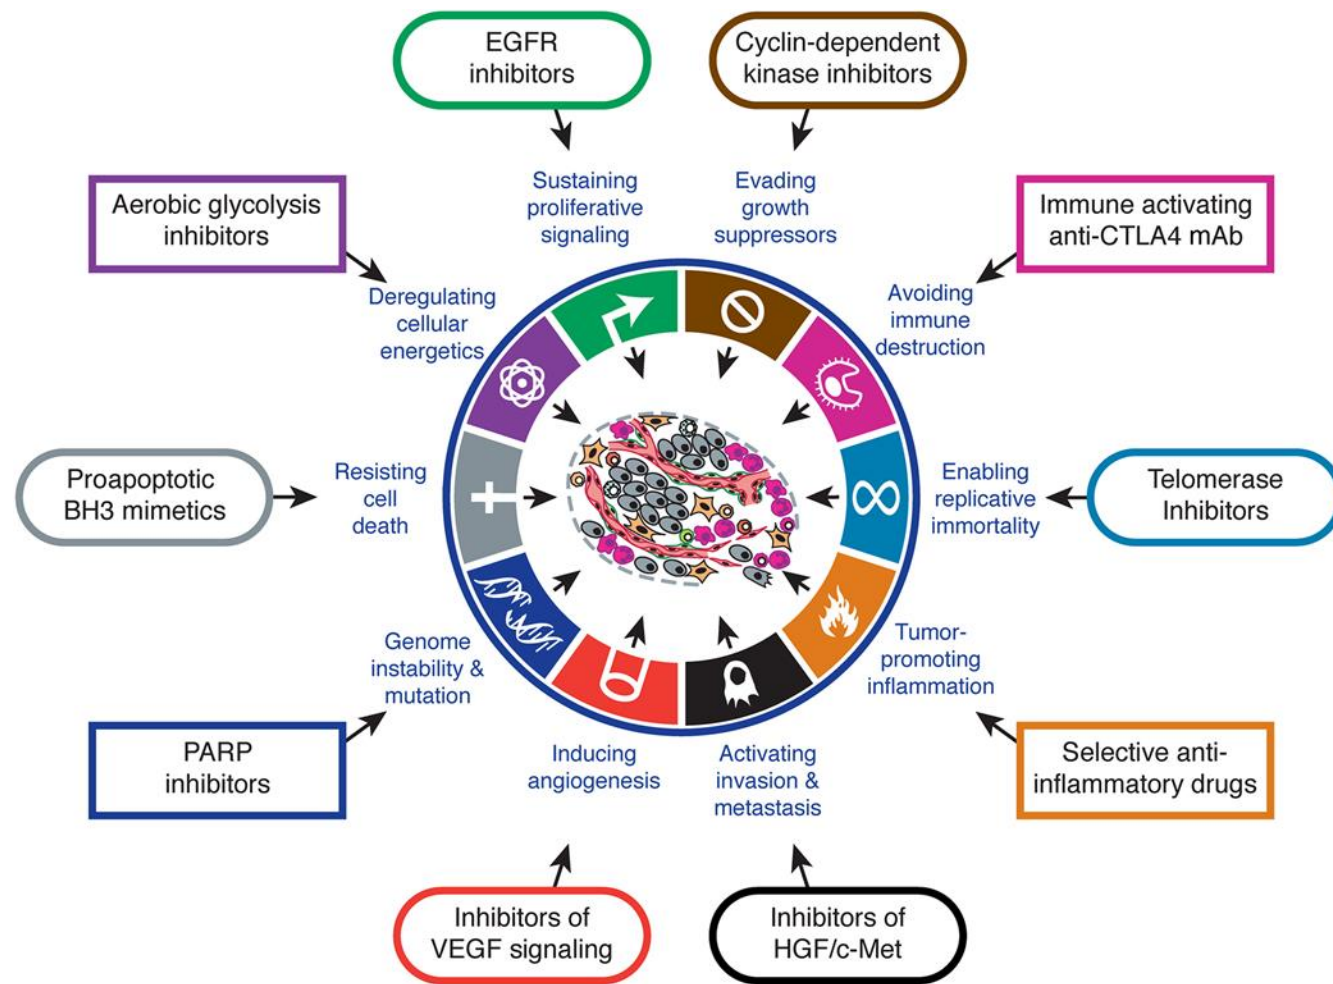 EGFR
inhibitors
Cyclin-dependent
kinase inhibitors
Aerobic glycolysis
inhibitors
Sustaining
proliferative
signaling
Evading
growth
suppressors
Immune activating
anti-CTLA4 mAb
Deregulating
cellular
energetics
Avoiding
immune
destruction
Proapoptotic
BH3 mimetics
Resisting
cell
death
Enabling
replicative
immortality
Telomerase
Inhibitors
Genome
instability &
mutation
Tumor-
promoting
inflammation
PARP
inhibitors
Inducing
angiogenesis
Activating
invasion &
metastasis
Selective anti-
inflammatory drugs
Inhibitors of
VEGF signaling
Inhibitors of
HGF/c-Met